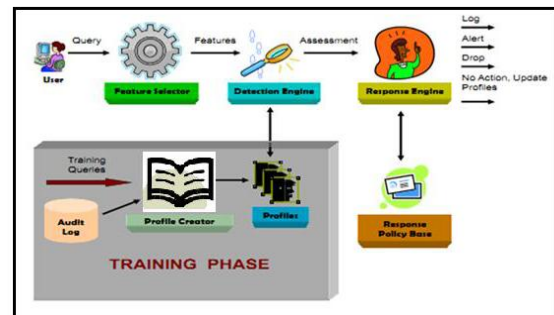 Query
Features
Assessment
Log
Alert
Drop
No Action, Update
Profiles
User
Feature Selector
Detection Engine
Response Engine
Training
Queries
Audit
Log
Profile Creator
Profiles
Response
Policy Base
TRAINING PHASE